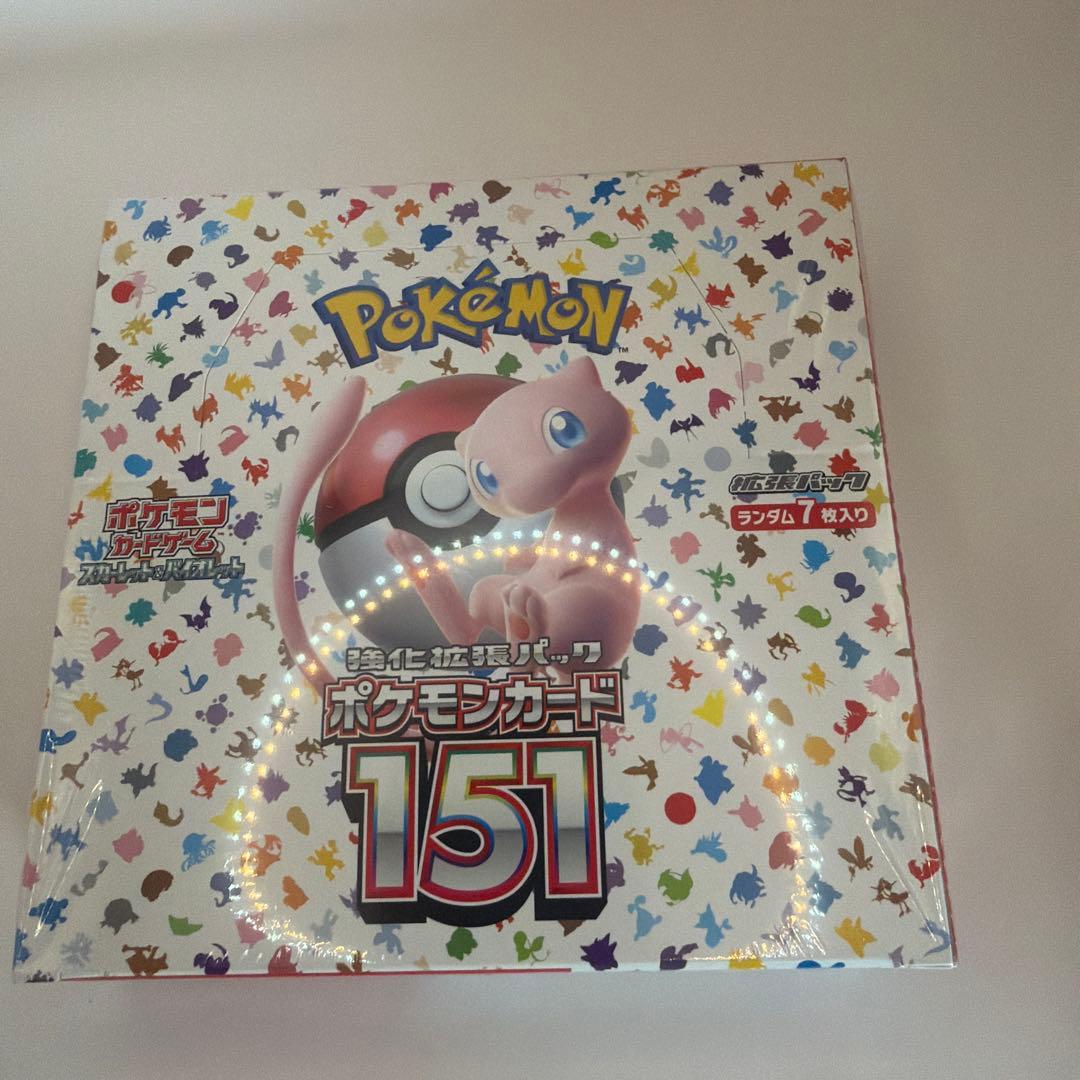 POKéMON
TM
拡張パック
ランダム7枚入り
ポケモン
カードゲーム
スカーレット&バイオレット
強化拡張パック
ポケモンカード
151